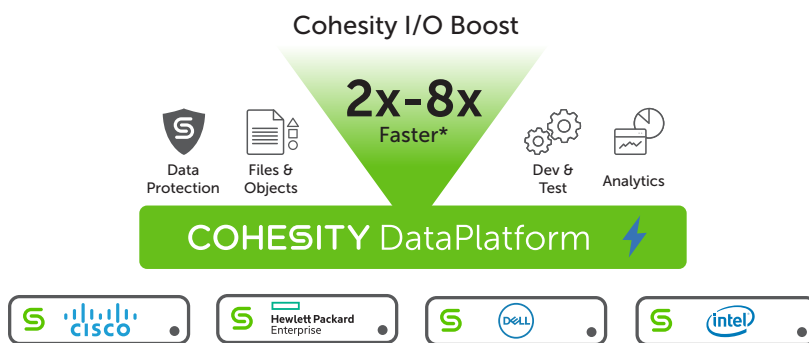 Cohesity I/O Boost
2x-8x
Faster*
Data
Protection
Files &
Objects
Dev &
Test
Analytics
COHESITY DataPlatform
CISCO
Hewlett Packard
Enterprise
DELL
intel